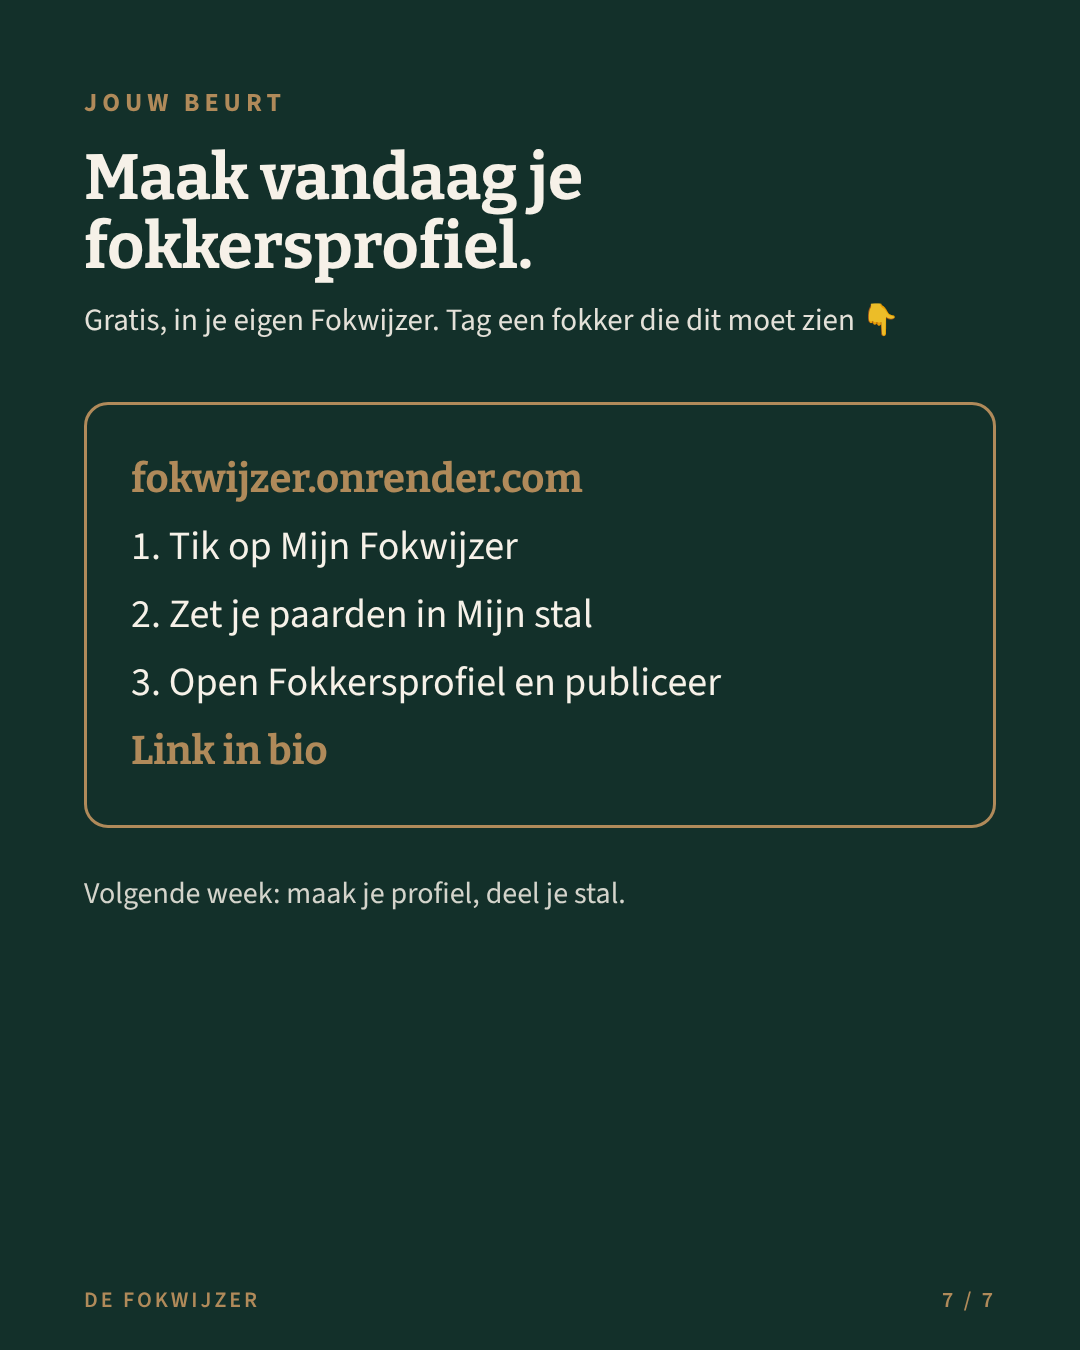 JOUW BEURT
Maak vandaag je
fokkersprofiel.
Gratis, in je eigen Fokwijzer. Tag een fokker die dit moet zien 👇
fokwijzer.onrender.com
1. Tik op Mijn Fokwijzer
2. Zet je paarden in Mijn stal
3. Open Fokkersprofiel en publiceer
Link in bio
Volgende week: maak je profiel, deel je stal.
DE FOKWIJZER
7 / 7